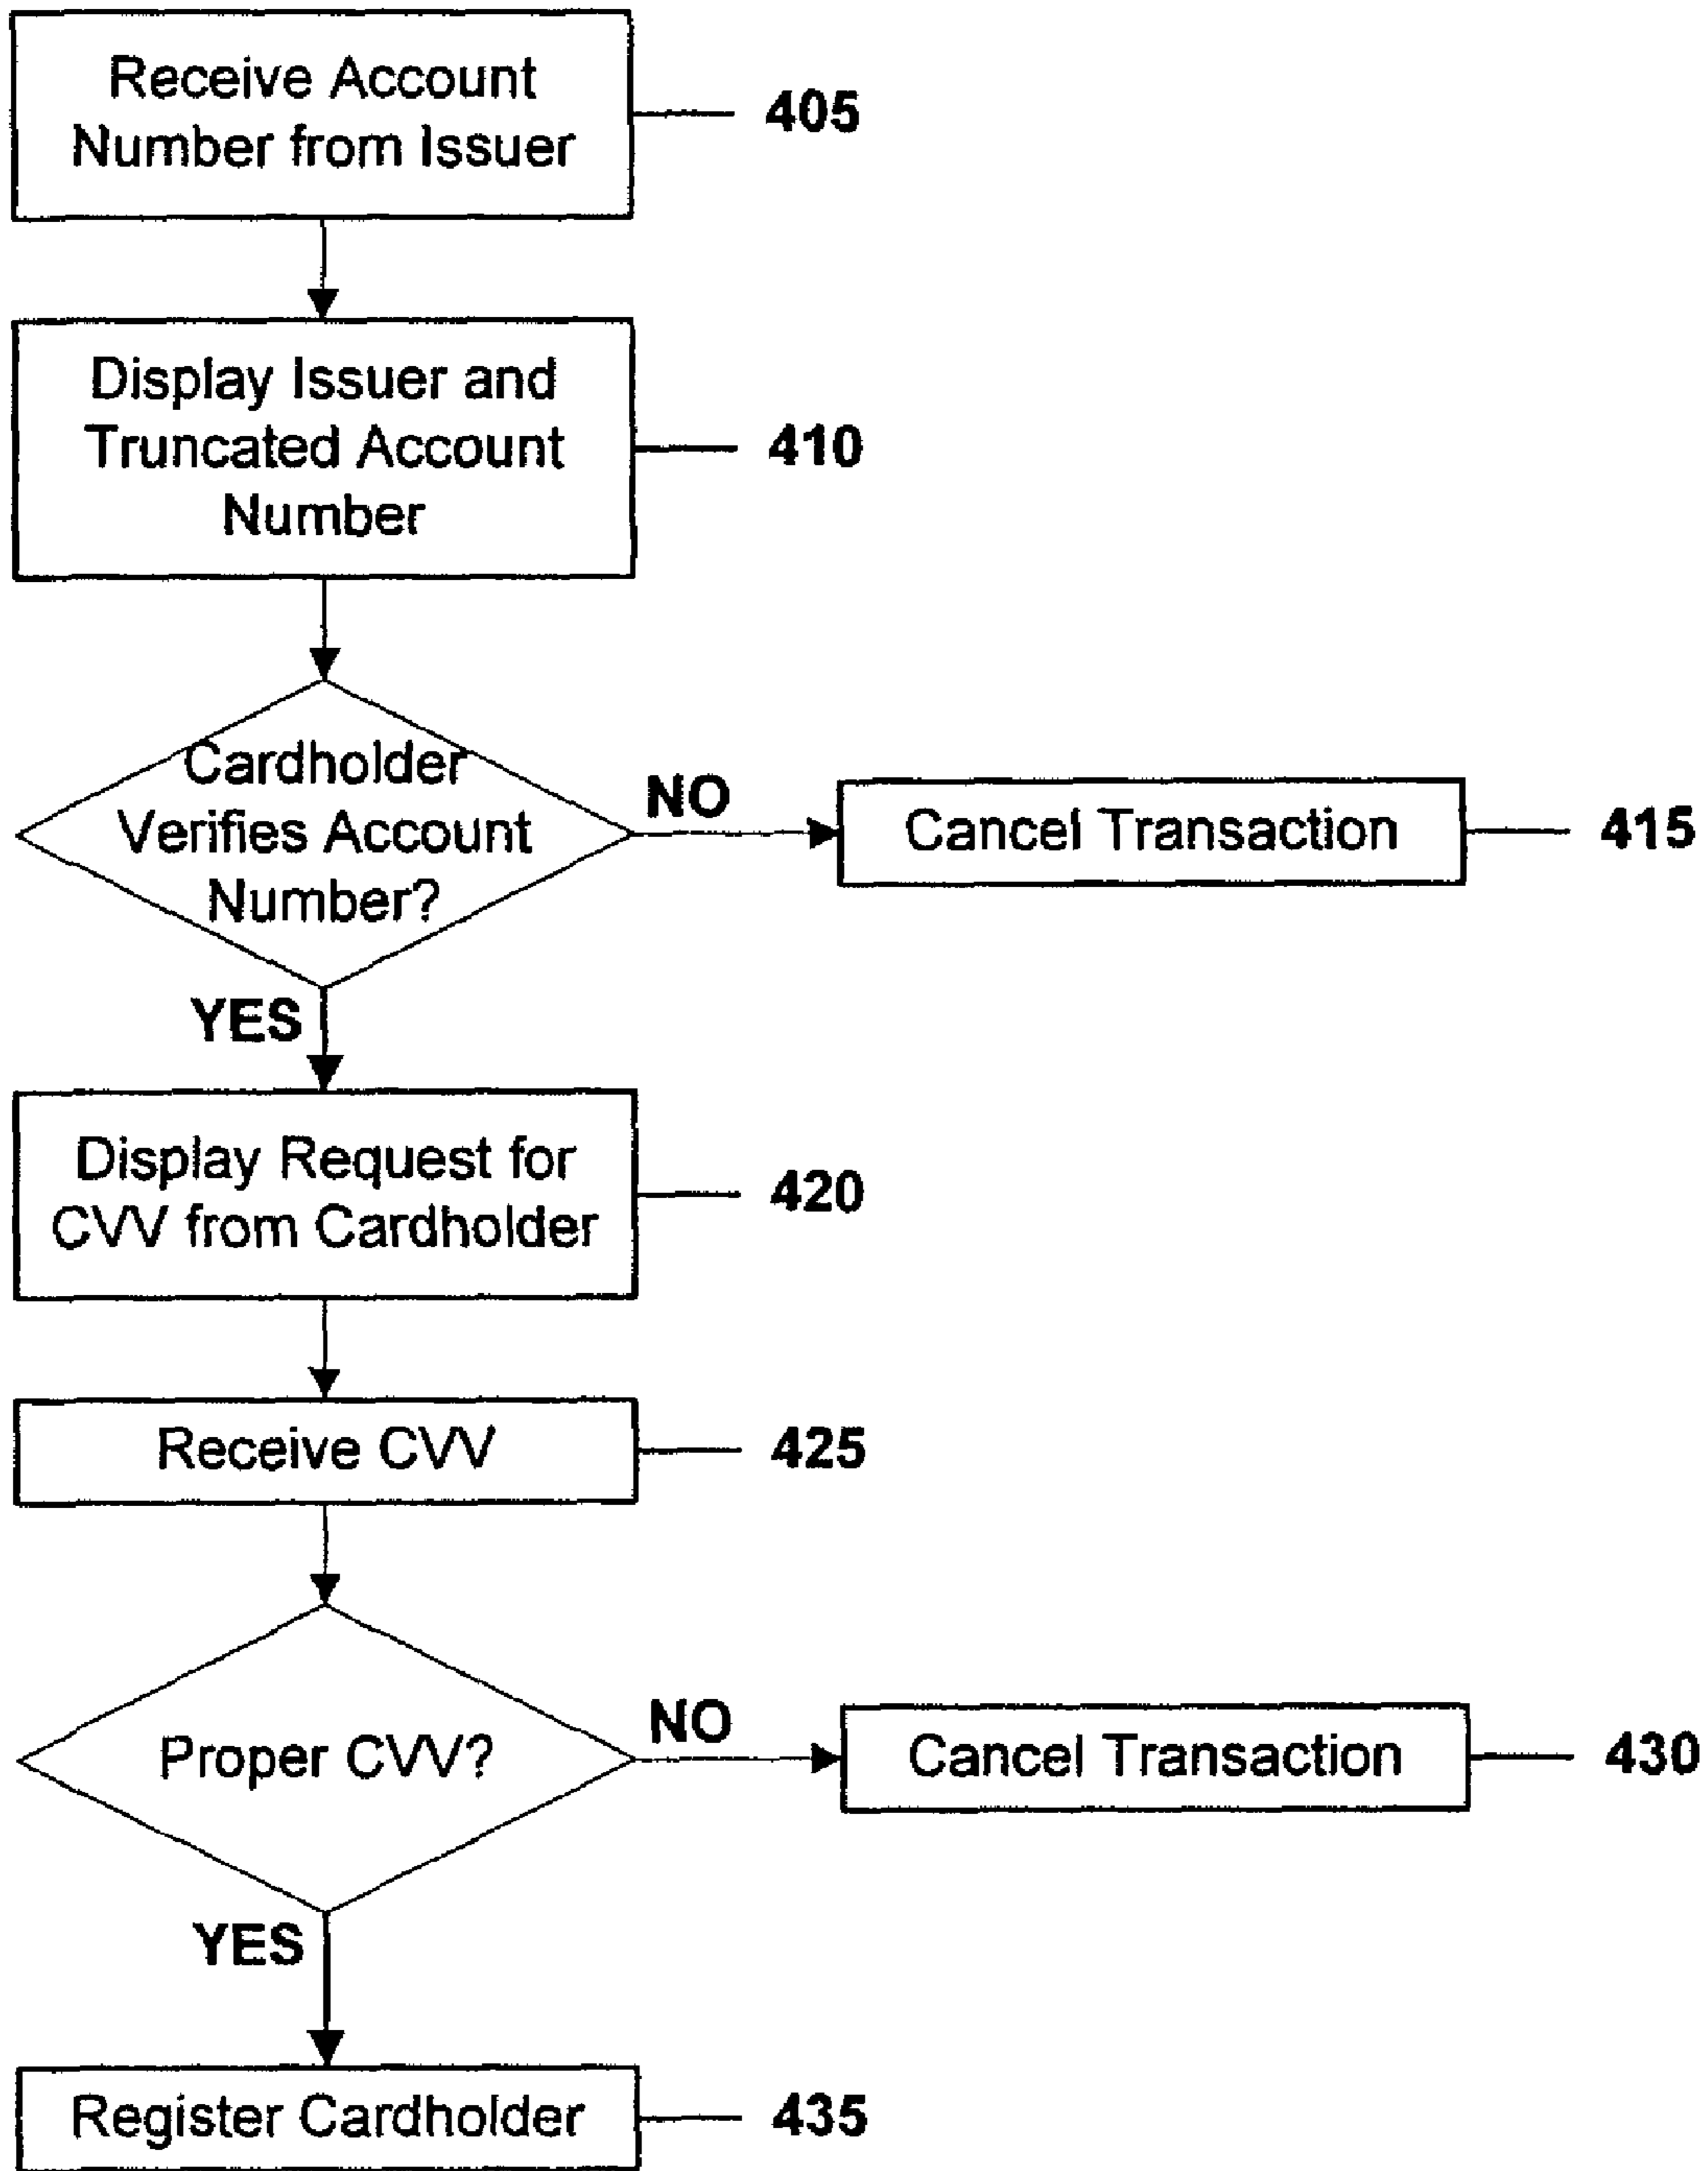 Receive Account
Number from Issuer
405
Display Issuer and
Truncated Account
Number
410
Cardholder
Verifies Account
Number?
NO
Cancel Transaction
415
YES
Display Request for
CVV from Cardholder
420
Receive CVV
425
Proper CVV?
NO
Cancel Transaction
430
YES
Register Cardholder
435